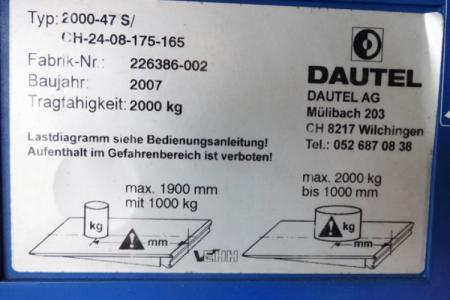 Typ: 2000-47 S/
CH-24-08-175-165
Fabrik-Nr.: 226386-002
Baujahr: 2007
Tragfähigkeit: 2000 kg
DAUTEL
DAUTEL AG
Mülibach 203
CH 8217 Wilchingen
Tel.: 052 687 08 38
Lastdiagramm siehe Bedienungsanleitung!
Aufenthalt im Gefahrenbereich ist verboten!
max. 1900 mm
mit 1000 kg
max. 2000 kg
bis 1000 mm
kg
mm
kg
mm